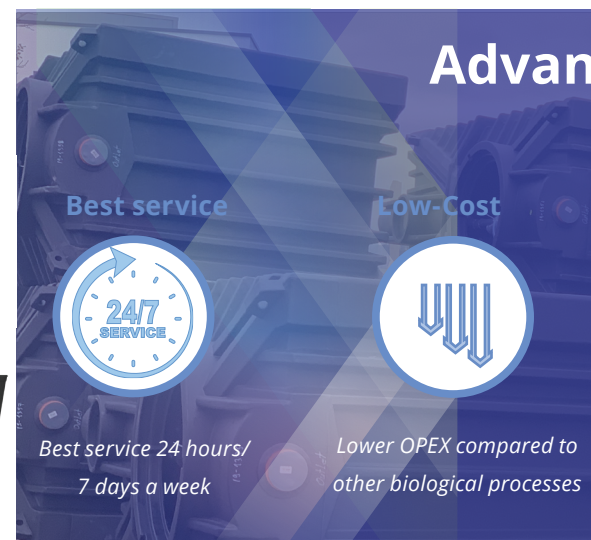 Advan
Best service
Low-Cost
24/7
SERVICE
Best service 24 hours/
7 days a week
Lower OPEX compared to
other biological processes